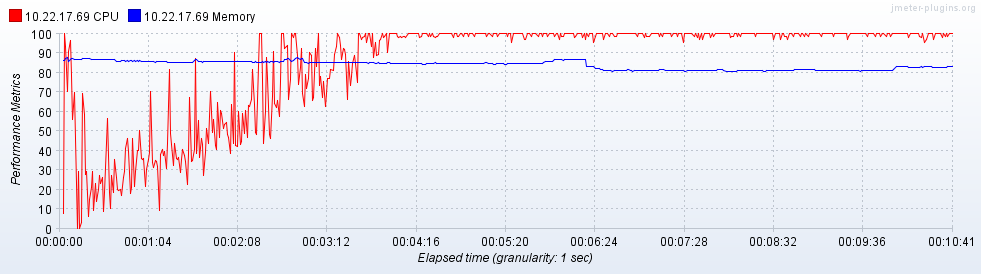 jmeter-plugins.org
10.22.17.69 CPU 10.22.17.69 Memory
100
90
80
70
60
50
40
30
20
10
0
Performance Metrics
00:00:00 00:01:04 00:02:08 00:03:12 00:04:16 00:05:20 00:06:24 00:07:28 00:08:32 00:09:36 00:10:41
Elapsed time (granularity: 1 sec)